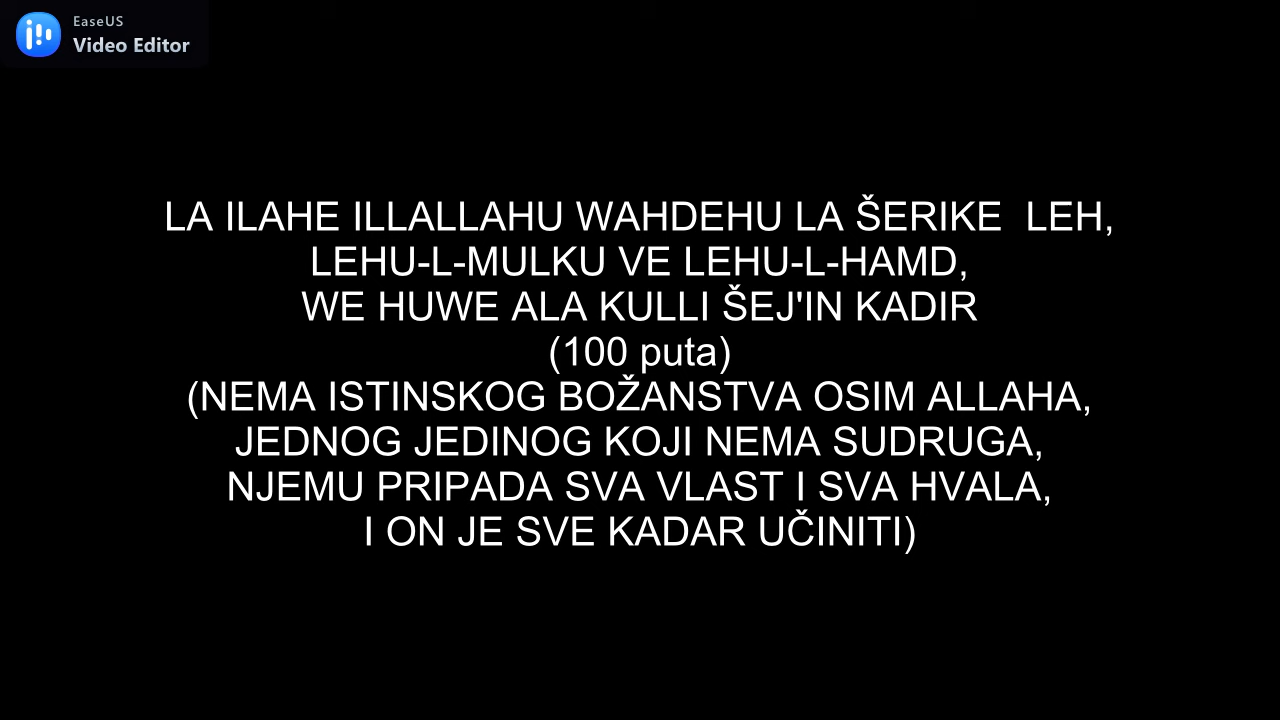 EaseUS
Video Editor
LA ILAHE ILLALLAHU WAHDEHU LA ŠERIKE  LEH,
LEHU-L-MULKU VE LEHU-L-HAMD,
WE HUWE ALA KULLI ŠEJ'IN KADIR
(100 puta)
(NEMA ISTINSKOG BOŽANSTVA OSIM ALLAHA,
JEDNOG JEDINOG KOJI NEMA SUDRUGA,
NJEMU PRIPADA SVA VLAST I SVA HVALA,
I ON JE SVE KADAR UČINITI)